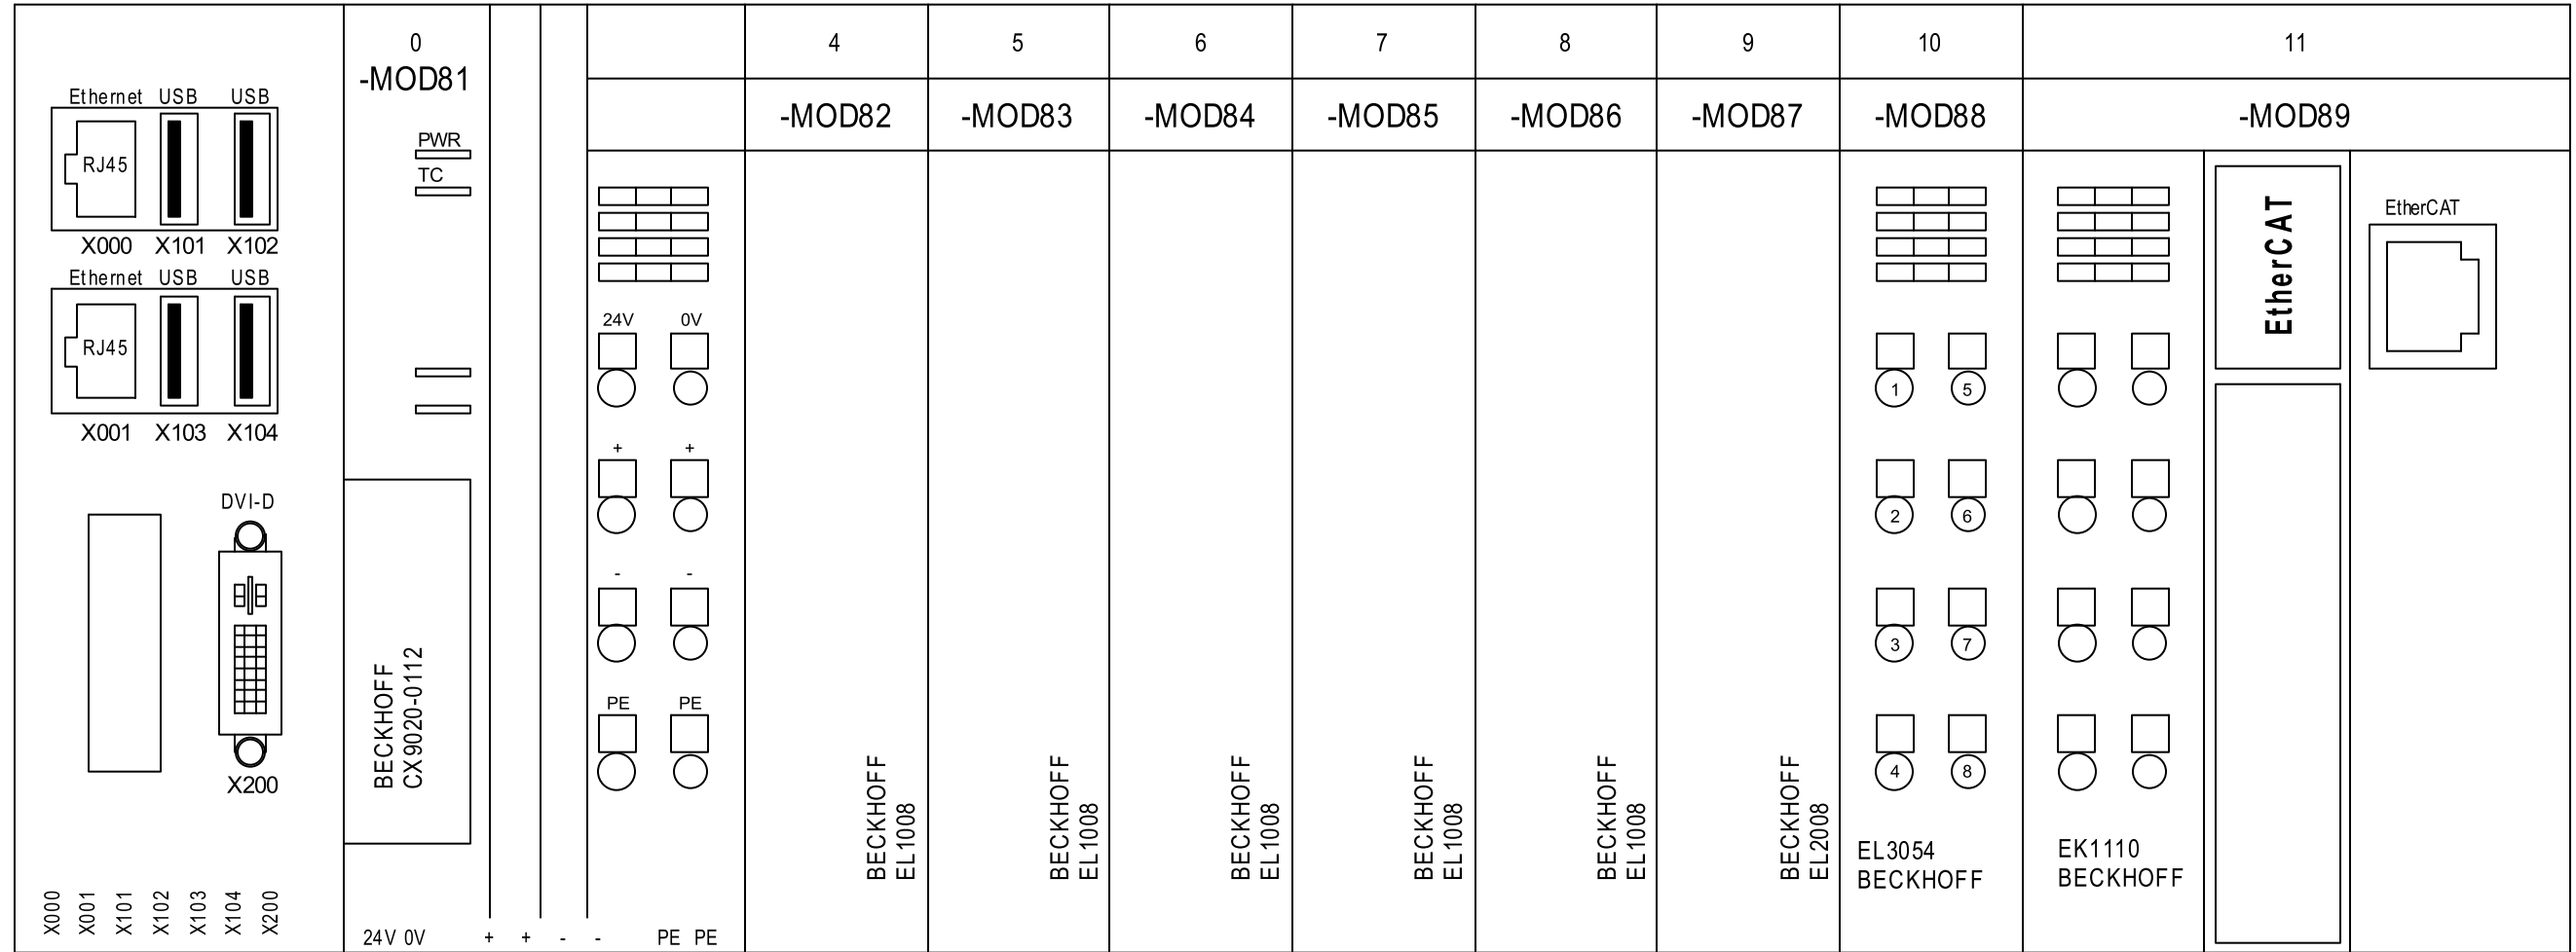 0
4
5
6
7
8
9
10
11
-MOD81
-MOD82
-MOD83
-MOD84
-MOD85
-MOD86
-MOD87
-MOD88
-MOD89
Ethernet USB USB
RJ45
X000 X101 X102
Ethernet USB USB
RJ45
X001 X103 X104
DVI-D
X200
X000
X001
X101
X102
X103
X104
X200
PWR
TC
BECKHOFF
CX9020-0112
24V 0V
+ + - -
PE PE
24V 0V
+ +
- -
PE PE
BECKHOFF
EL1008
BECKHOFF
EL1008
BECKHOFF
EL1008
BECKHOFF
EL1008
BECKHOFF
EL1008
BECKHOFF
EL2008
1 5
2 6
3 7
4 8
EL3054
BECKHOFF
EK1110
BECKHOFF
EtherCAT
EtherCAT